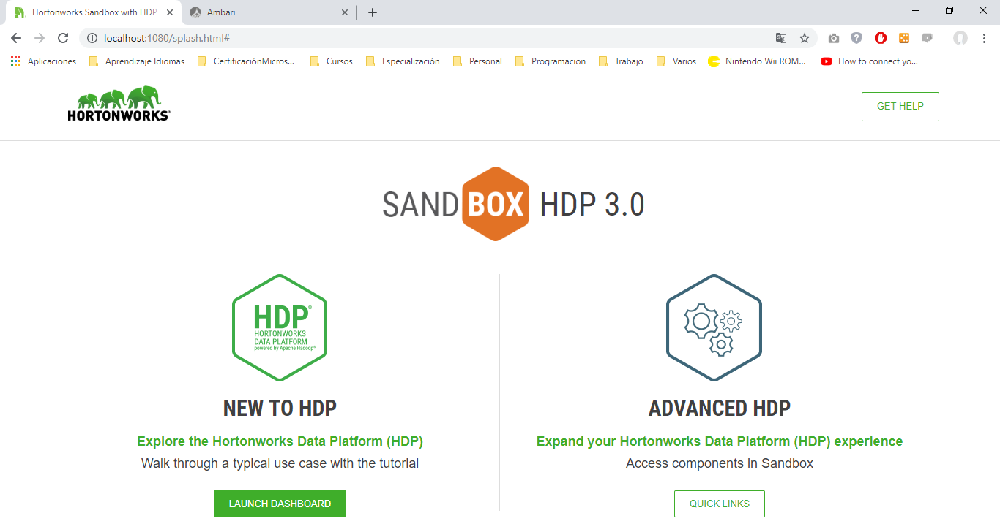 Hortonworks Sandbox with HDP
Ambari
localhost:1080/splash.html#
Aplicaciones
Aprendizaje Idiomas
CertificaciónMicros...
Cursos
Especialización
Personal
Programacion
Trabajo
Varios
Nintendo Wii ROM...
How to connect yo...
HORTONWORKS®
GET HELP
SANDBOX HDP 3.0
HDP®
HORTONWORKS
DATA PLATFORM
powered by Apache Hadoop®
NEW TO HDP
Explore the Hortonworks Data Platform (HDP)
Walk through a typical use case with the tutorial
LAUNCH DASHBOARD
ADVANCED HDP
Expand your Hortonworks Data Platform (HDP) experience
Access components in Sandbox
QUICK LINKS